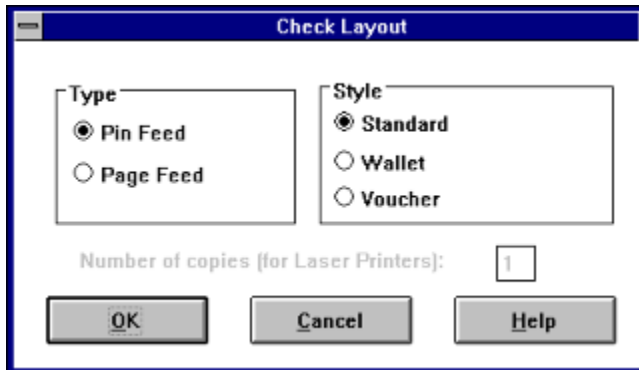 Check Layout
Type
Pin Feed
Page Feed
Style
Standard
Wallet
Voucher
Number of copies (for Laser Printers): 1
OK Cancel Help